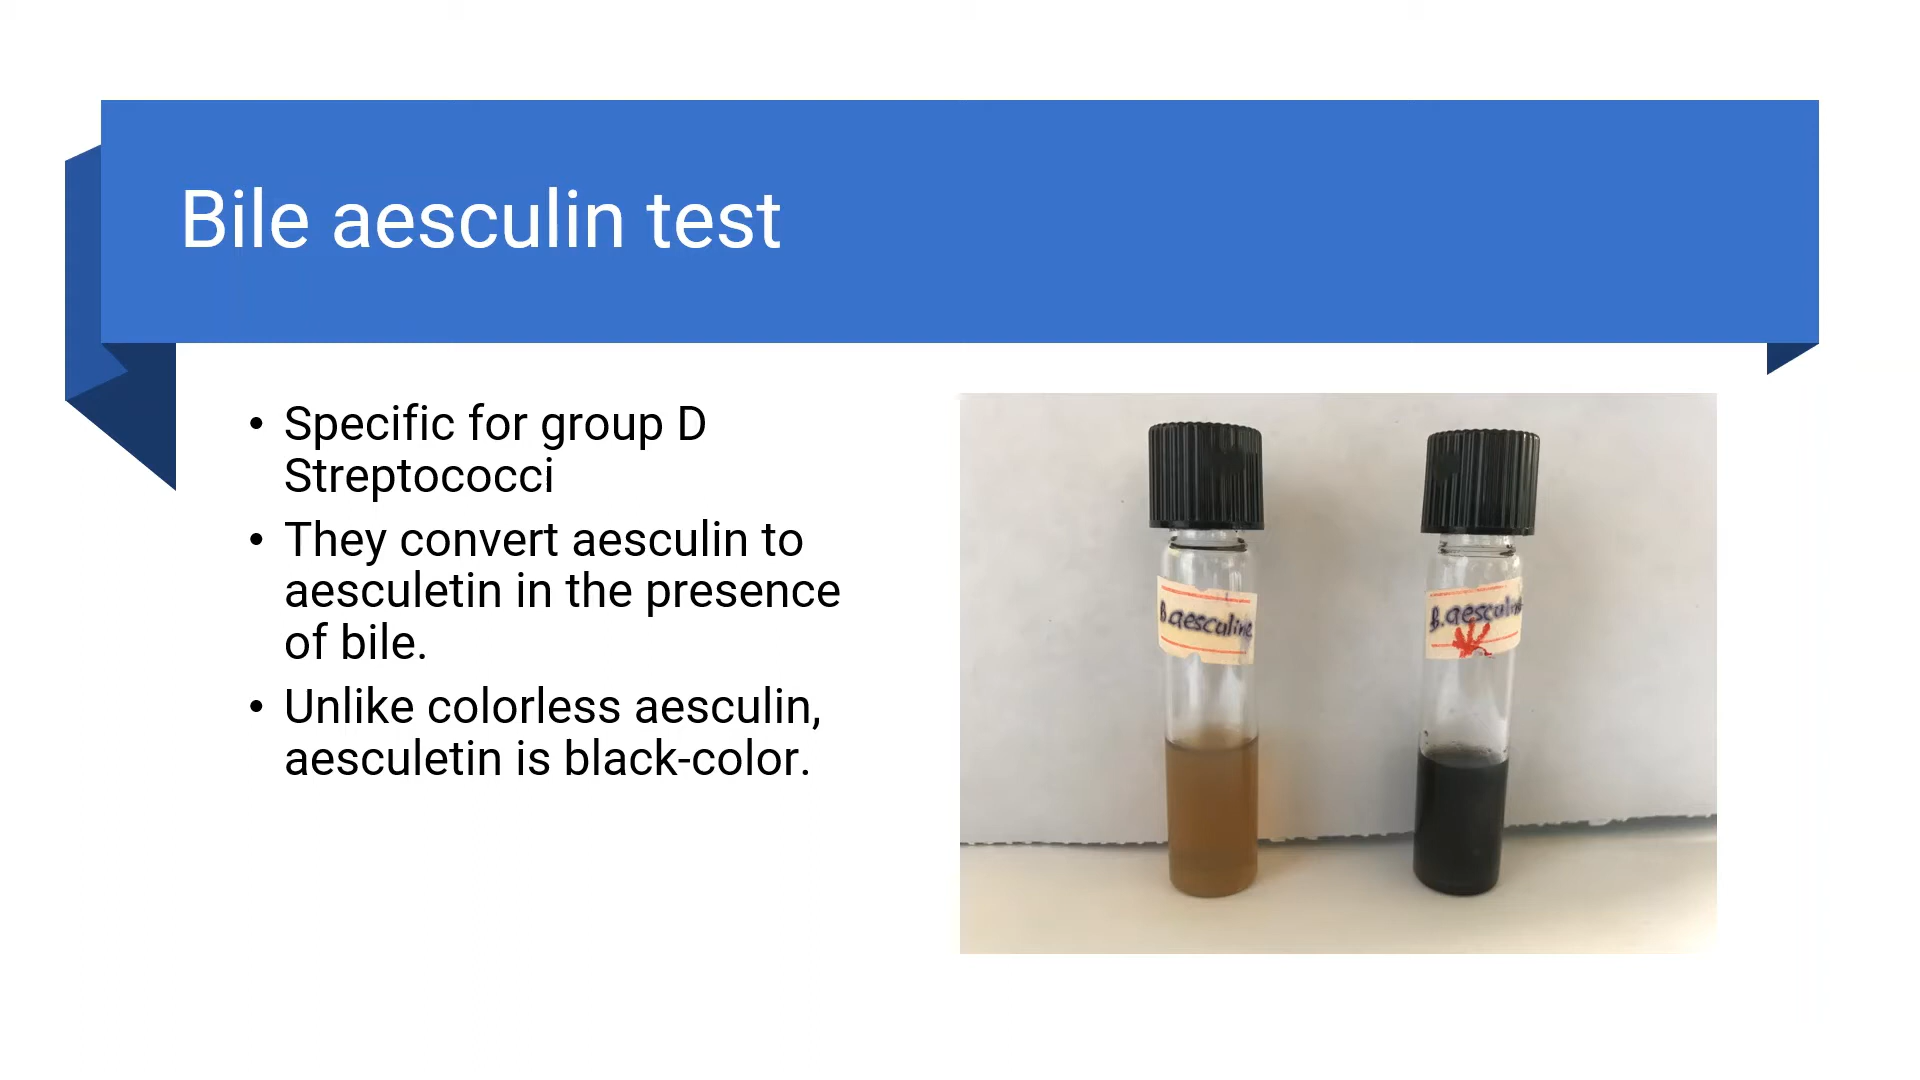 Bile aesculin test
• Specific for group D
Streptococci
• They convert aesculin to
aesculetin in the presence
of bile.
• Unlike colorless aesculin,
aesculetin is black-color.
B.aesculine
B.aesculine